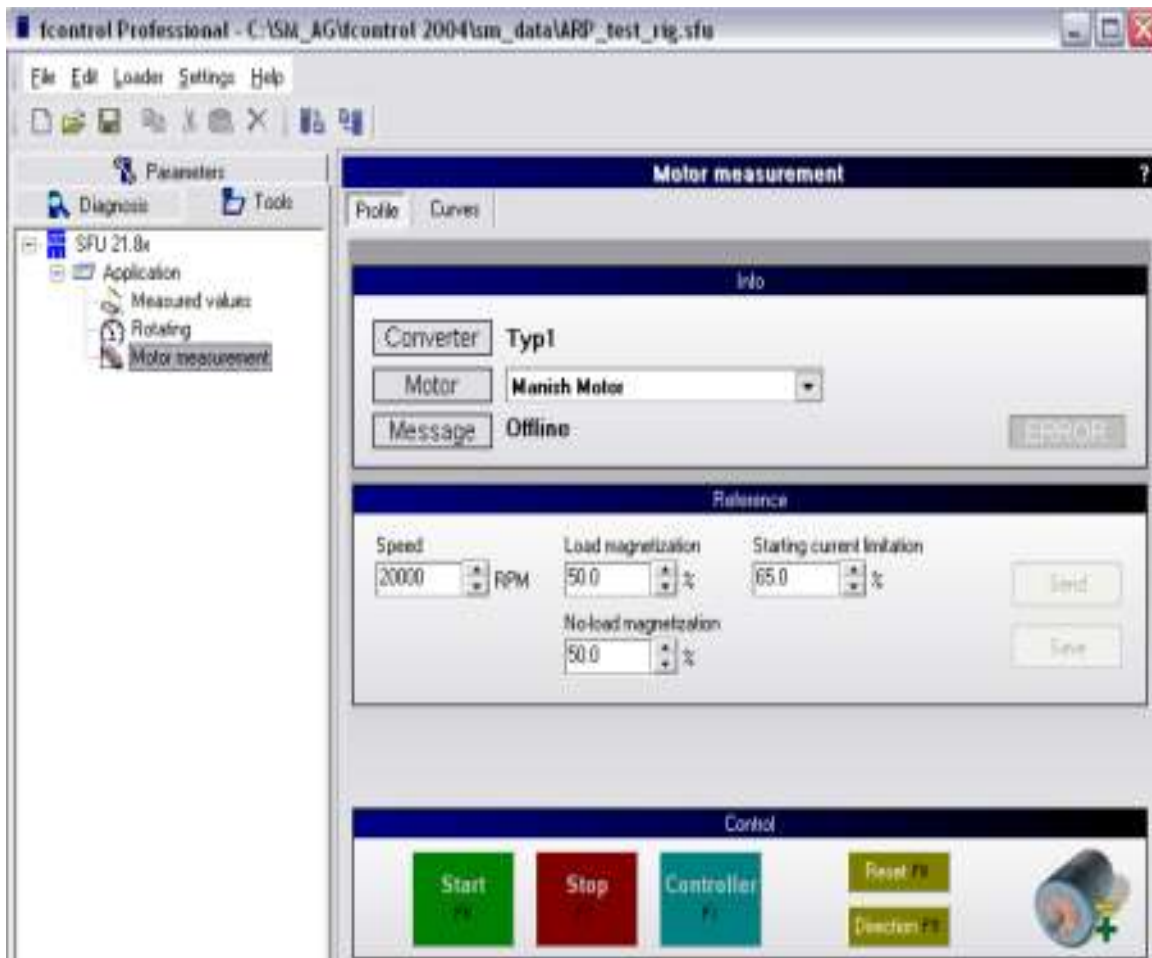 fcontrol Professional - C:\SM_AG\fcontrol 2004\sm_data\ARP_test_rig.sfu
File Edit Loader Settings Help
Parameters
Diagnosis Tools
SFU 21.8x
Application
Measured values
Rotating
Motor measurement
Motor measurement ?
Profile Curves
Info
Converter Typ1
Motor Manish Motor
Message Offline
ERROR
Reference
Speed Load magnetization Starting current limitation
20000 RPM 50.0 % 65.0 %
Send
No-load magnetization
50.0 %
Save
Control
Start
Stop
Controller
Reset
Direction